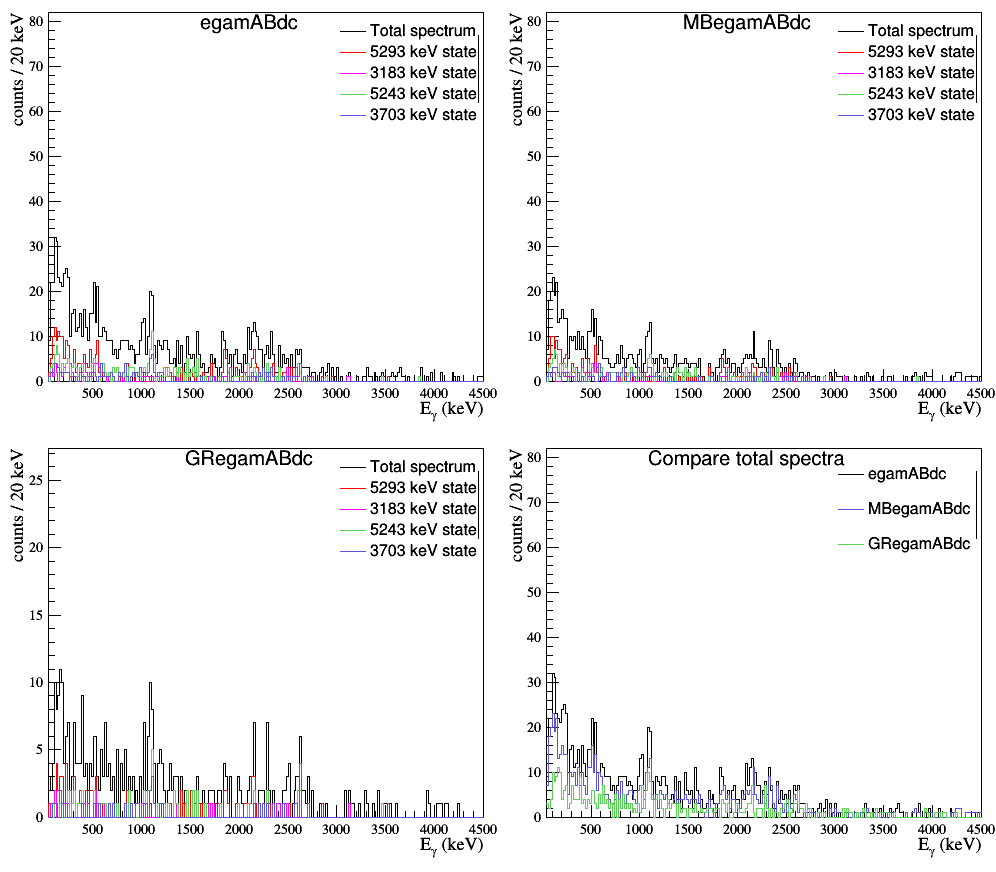 egamABdc
counts / 20 keV
80
70
60
50
40
30
20
10
0
Total spectrum
5293 keV state
3183 keV state
5243 keV state
3703 keV state
500 1000 1500 2000 2500 3000 3500 4000 4500
Eγ (keV)
MBegamABdc
counts / 20 keV
80
70
60
50
40
30
20
10
0
Total spectrum
5293 keV state
3183 keV state
5243 keV state
3703 keV state
500 1000 1500 2000 2500 3000 3500 4000 4500
Eγ (keV)
GRegamABdc
counts / 20 keV
25
20
15
10
5
0
Total spectrum
5293 keV state
3183 keV state
5243 keV state
3703 keV state
500 1000 1500 2000 2500 3000 3500 4000 4500
Eγ (keV)
Compare total spectra
counts / 20 keV
80
70
60
50
40
30
20
10
0
egamABdc
MBegamABdc
GRegamABdc
500 1000 1500 2000 2500 3000 3500 4000 4500
Eγ (keV)